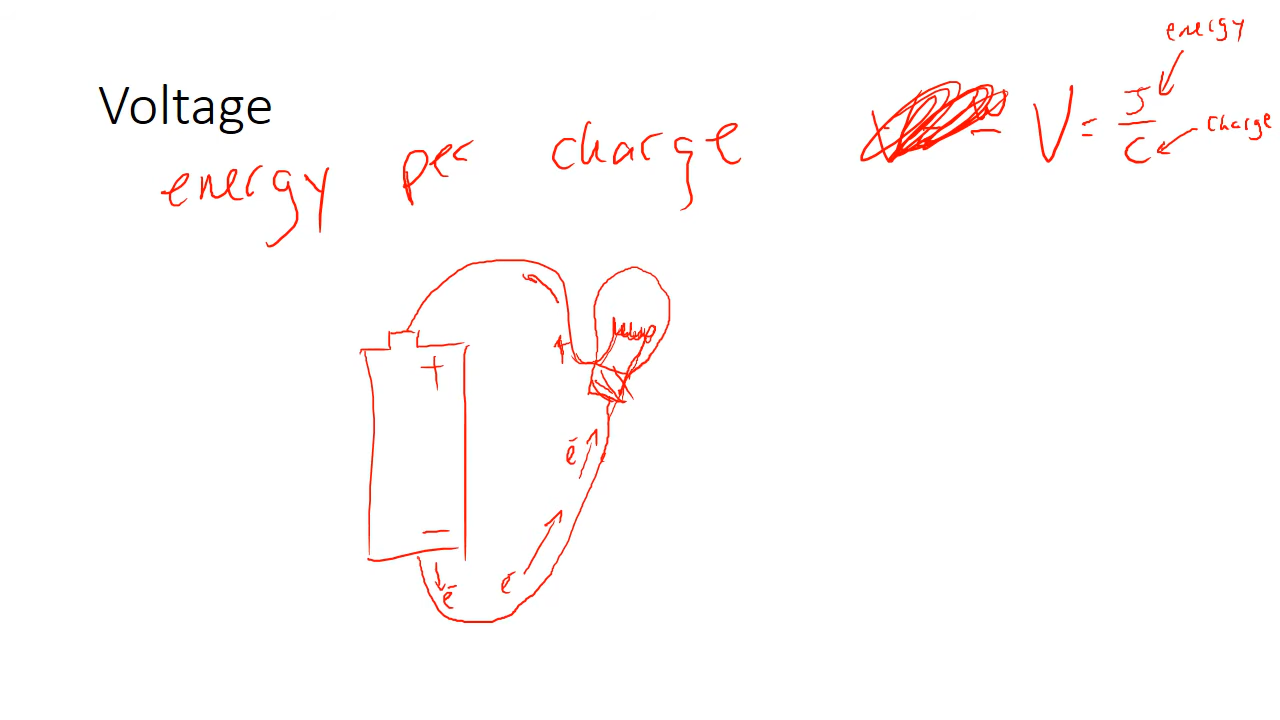 Voltage
energy per charge
V = J/C
energy
charge
+
−
e⁻
e⁻
e⁻